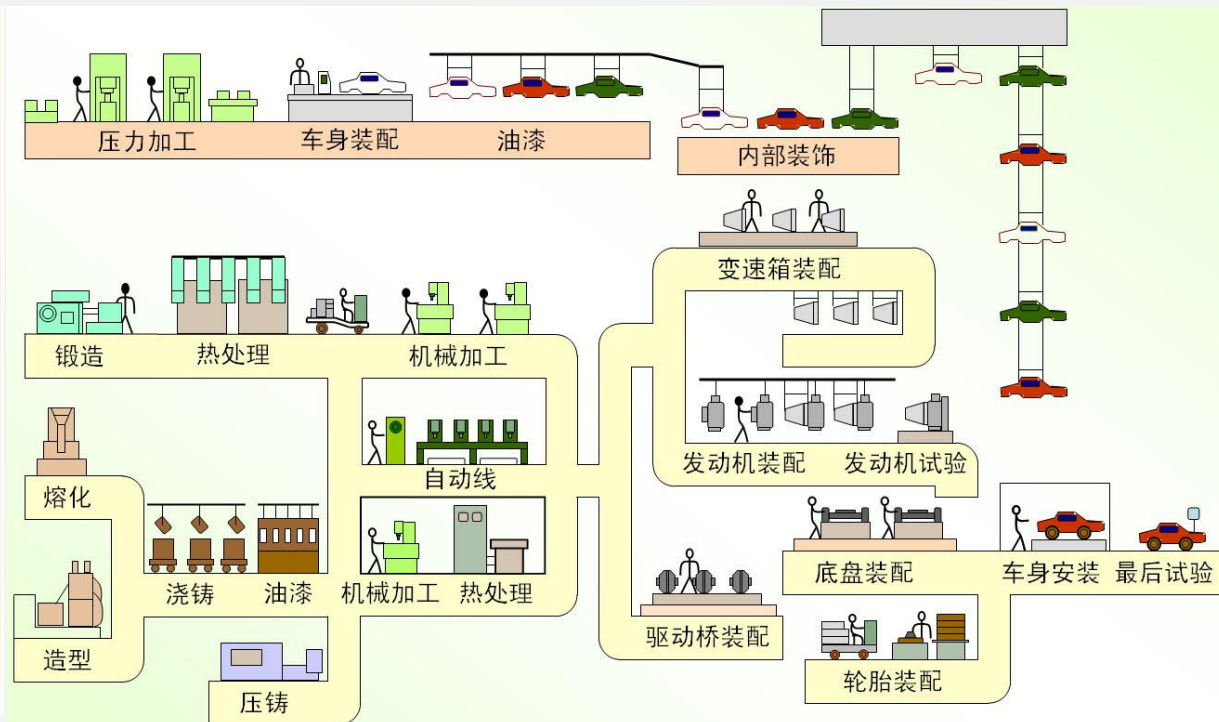 压力加工
车身装配
油漆
内部装饰
变速箱装配
锻造
热处理
机械加工
自动线
发动机装配
发动机试验
熔化
浇铸
油漆
机械加工
热处理
底盘装配
车身安装
最后试验
驱动桥装配
造型
压铸
轮胎装配